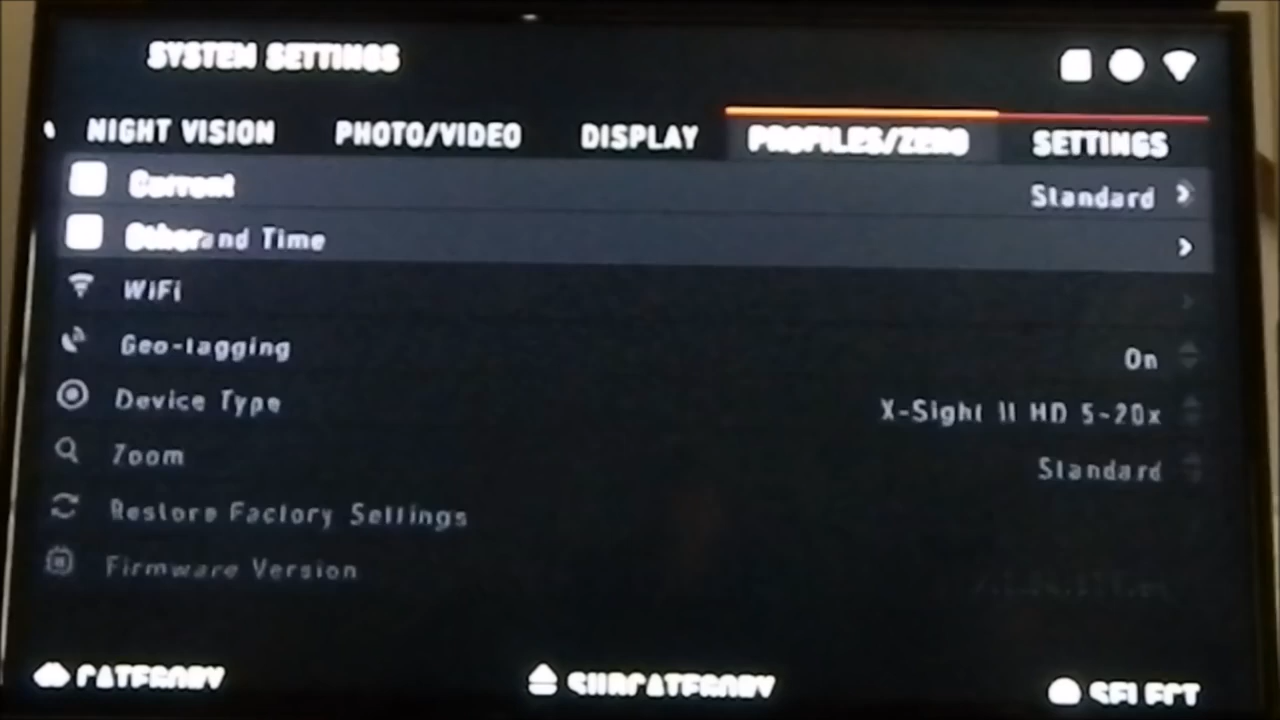 SYSTEM SETTINGS
NIGHT VISION PHOTO/VIDEO DISPLAY PROFILES/ZERO SETTINGS
Current Standard
Other and Time
WiFi
Geo-tagging On
Device Type X-Sight II HD 5-20x
Zoom Standard
Restore Factory Settings
Firmware Version
CATEGORY SUBCATEGORY SELECT